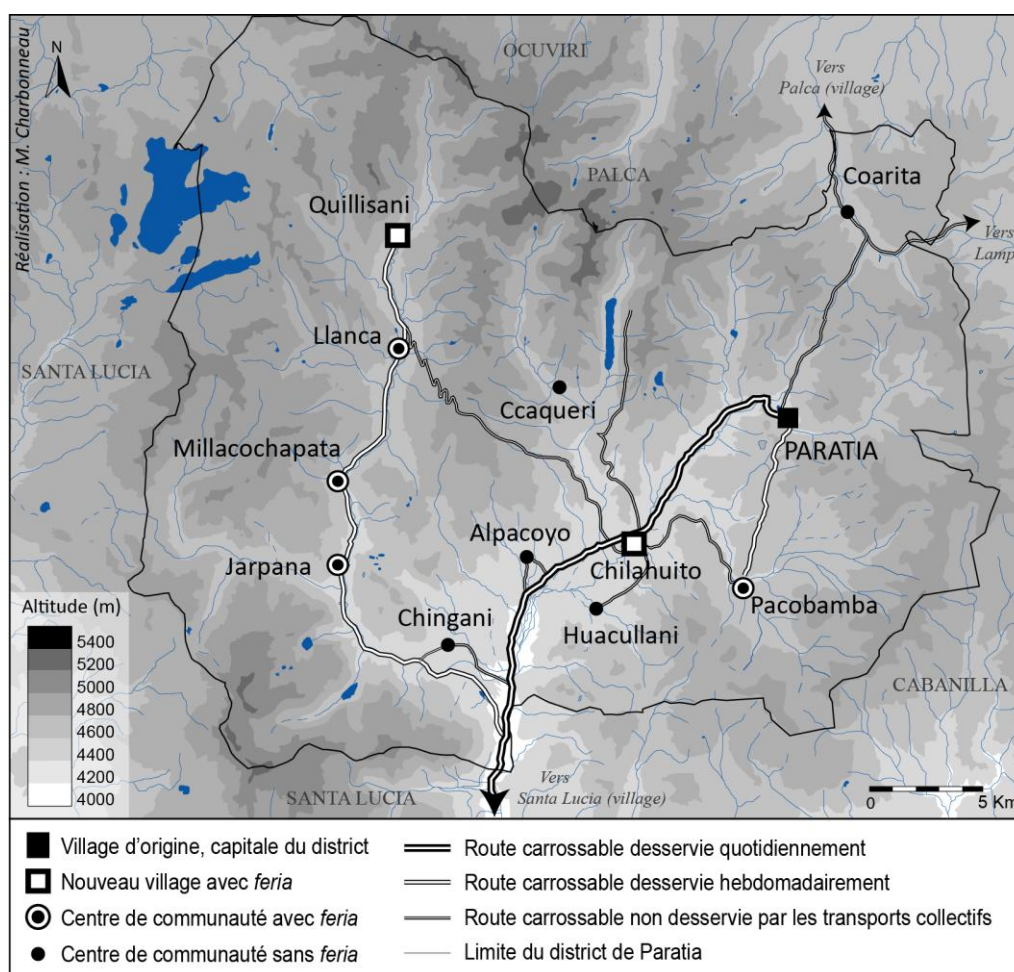 Réalisation : M. Charbonneau
N
OCUVIRI
Vers
Palca (village)
PALCA
Coarita
Quillisani
Vers
Lamp
Llanca
SANTA LUCIA
Ccaqueri
PARATIA
Millacochapata
Alpacoyo
Jarpana
Chilahuito
Pacobamba
Altitude (m)
Chingani
Huacullani
5400
5200
5000
4800
4600
4400
4200
4000
CABANILLA
SANTA LUCIA
Vers
Santa Lucia (village)
0 5 Km
Village d'origine, capitale du district
Nouveau village avec feria
Centre de communauté avec feria
Centre de communauté sans feria
Route carrossable desservie quotidiennement
Route carrossable desservie hebdomadairement
Route carrossable non desservie par les transports collectifs
Limite du district de Paratia